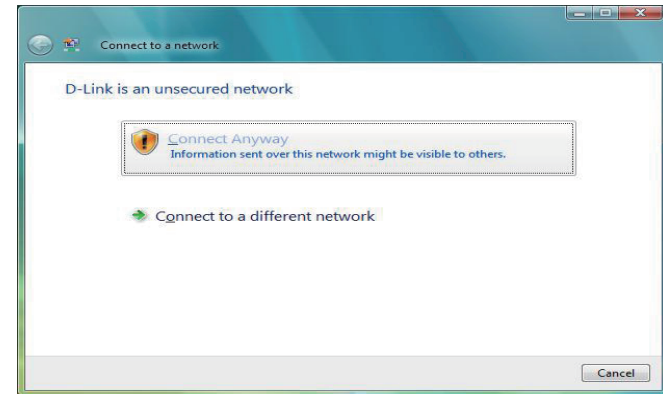 Connect to a network
D-Link is an unsecured network
Connect Anyway
Information sent over this network might be visible to others.
Connect to a different network
Cancel